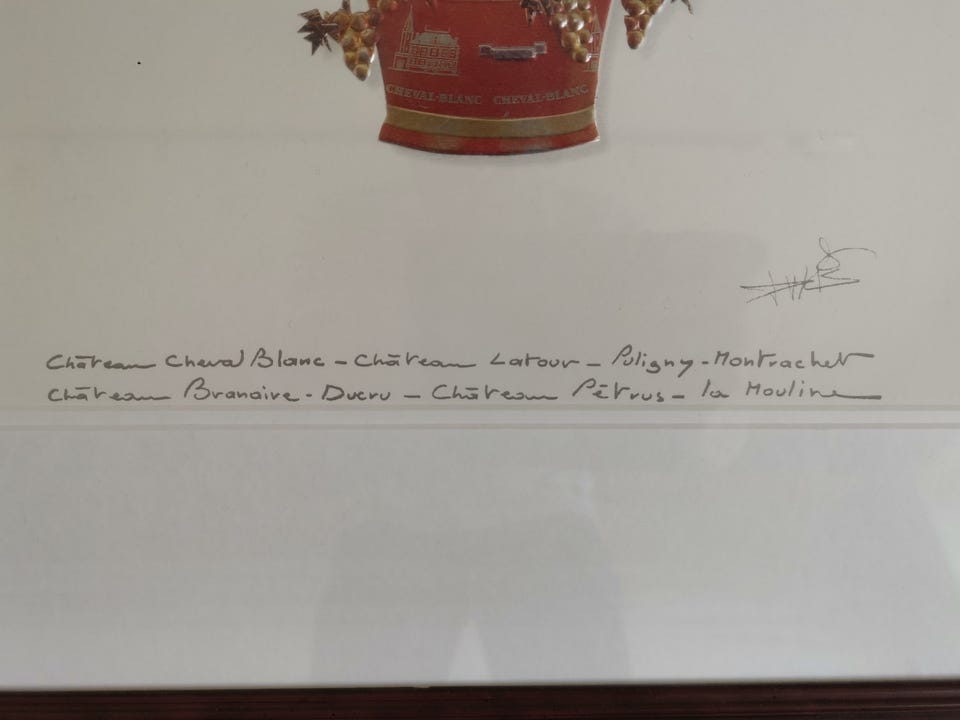 CHEVAL-BLANC CHEVAL-BLANC
Château Cheval Blanc – Château Latour – Puligny-Montrachet
Château Branaire-Ducru – Château Pétrus – la Mouline